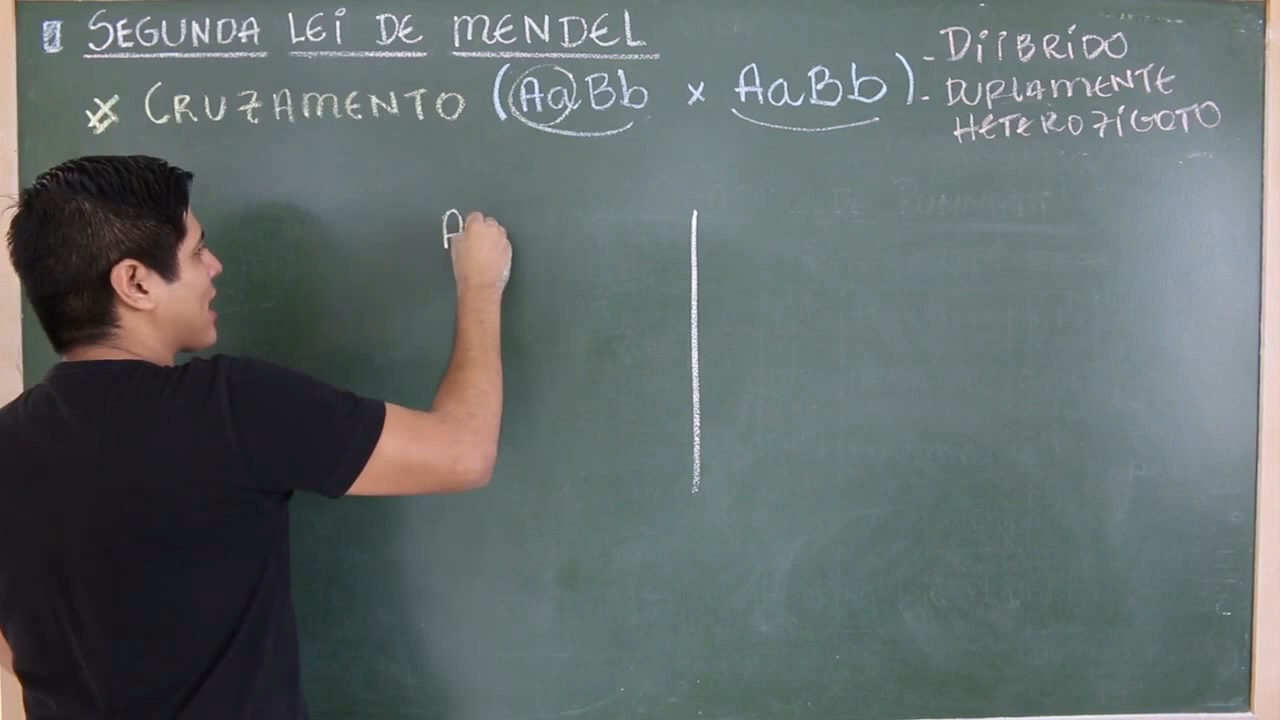 SEGUNDA LEI DE MENDEL
CRUZAMENTO (AaBb x AaBb)
- DIIBRIDO
- DUPLAMENTE
HETEROZIGOTO
A